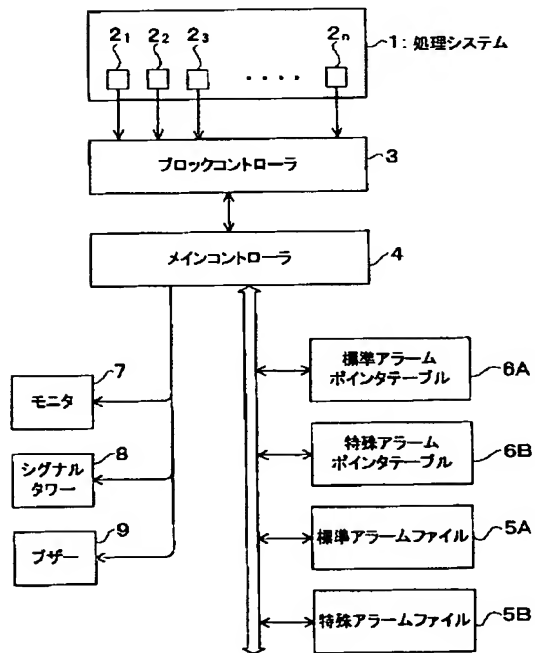 2₁ 2₂ 2₃ ‥‥ 2n
1：処理システム
ブロックコントローラ
3
メインコントローラ
4
7
モニタ
8
シグナル
タワー
9
ブザー
標準アラーム
ポインタテーブル
6A
特殊アラーム
ポインタテーブル
6B
標準アラームファイル
5A
特殊アラームファイル
5B